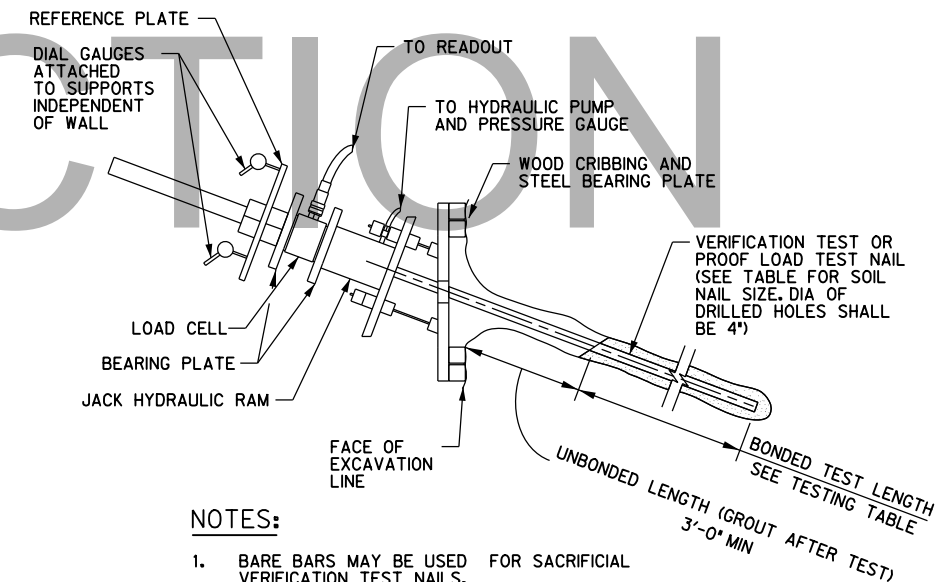 CTION
REFERENCE PLATE
DIAL GAUGES
ATTACHED
TO SUPPORTS
INDEPENDENT
OF WALL
TO READOUT
TO HYDRAULIC PUMP
AND PRESSURE GAUGE
WOOD CRIBBING AND
STEEL BEARING PLATE
VERIFICATION TEST OR
PROOF LOAD TEST NAIL
(SEE TABLE FOR SOIL
NAIL SIZE. DIA OF
DRILLED HOLES SHALL
BE 4")
LOAD CELL
BEARING PLATE
JACK HYDRAULIC RAM
FACE OF
EXCAVATION
LINE
UNBONDED LENGTH (GROUT AFTER TEST)
3'-0" MIN
BONDED TEST LENGTH
SEE TESTING TABLE
NOTES:
1. BARE BARS MAY BE USED FOR SACRIFICIAL
VERIFICATION TEST NAILS.